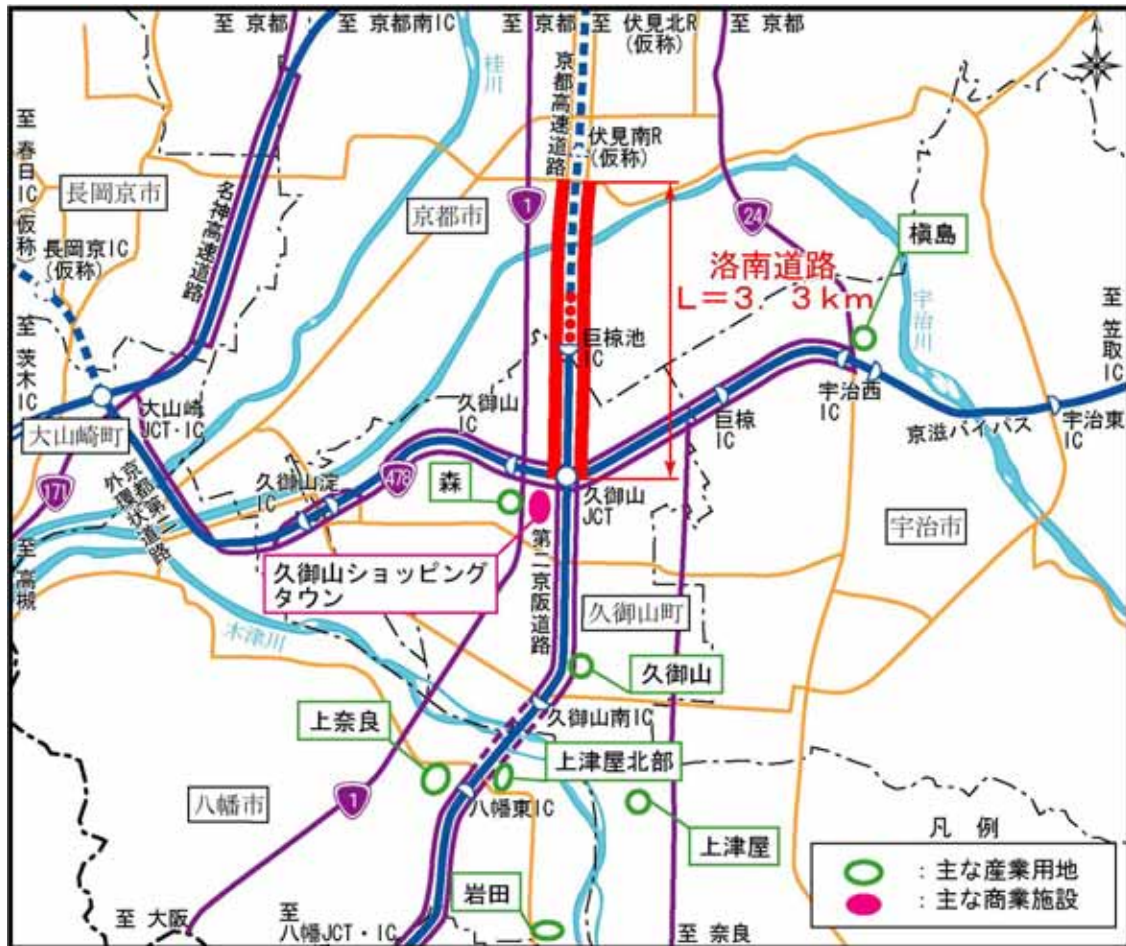 至 京都
至 京都南IC
至 京都
至 伏見北R
(仮称)
至 京都
桂川
京都高速道路
伏見南R
(仮称)
至 春日IC(仮称)
長岡京市
名神高速道路
京都市
1
24
槇島
長岡京IC
(仮称)
洛南道路
L=3.3km
宇治川
至 笠取IC
至 茨木IC
巨椋池
IC
大山崎
JCT・IC
久御山
IC
巨椋
IC
宇治西
IC
京滋バイパス
宇治東
IC
大山崎町
171
京都第二
外環状道路
久御山淀
IC
478
森
久御山
JCT
宇治市
至 高槻
久御山ショッピング
タウン
第二京阪道路
久御山町
木津川
久御山
上奈良
久御山南IC
上津屋北部
八幡市
1
八幡東IC
上津屋
凡 例
:主な産業用地
:主な商業施設
岩田
至 大阪
至
八幡JCT・IC
至 奈良